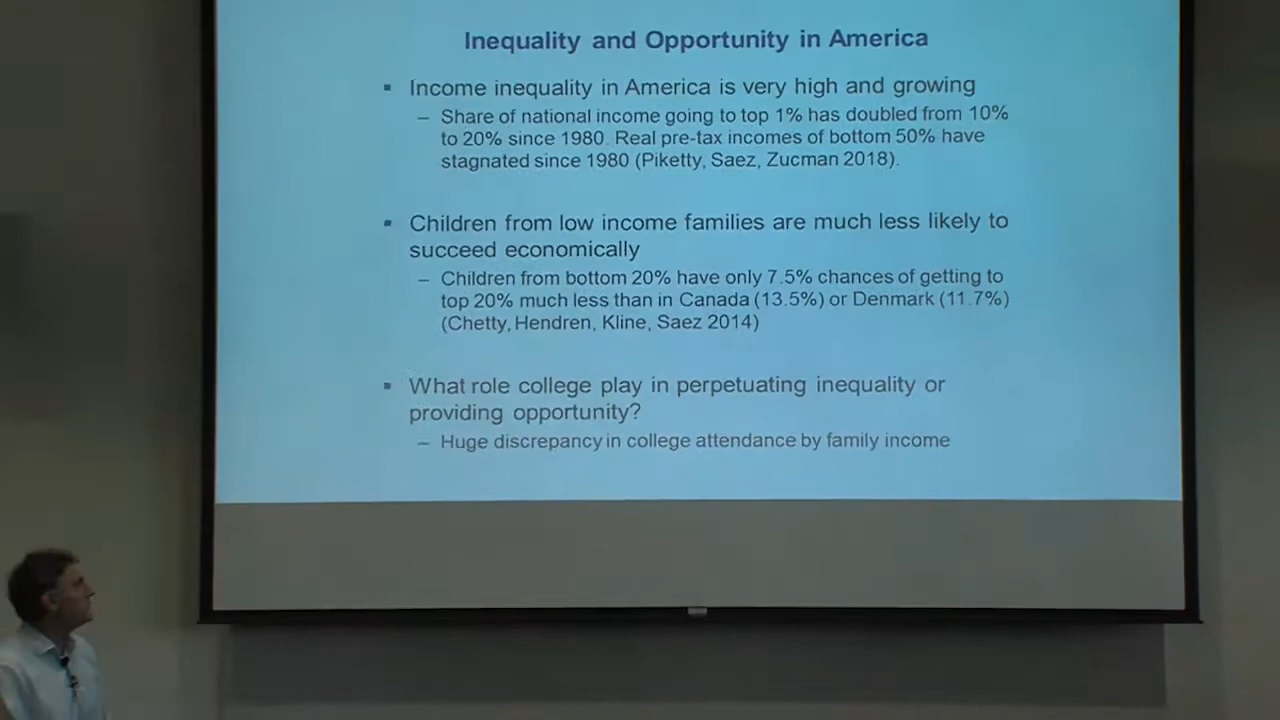 Inequality and Opportunity in America
▪ Income inequality in America is very high and growing
– Share of national income going to top 1% has doubled from 10%
to 20% since 1980. Real pre-tax incomes of bottom 50% have
stagnated since 1980 (Piketty, Saez, Zucman 2018).
▪ Children from low income families are much less likely to
succeed economically
– Children from bottom 20% have only 7.5% chances of getting to
top 20% much less than in Canada (13.5%) or Denmark (11.7%)
(Chetty, Hendren, Kline, Saez 2014)
▪ What role college play in perpetuating inequality or
providing opportunity?
– Huge discrepancy in college attendance by family income